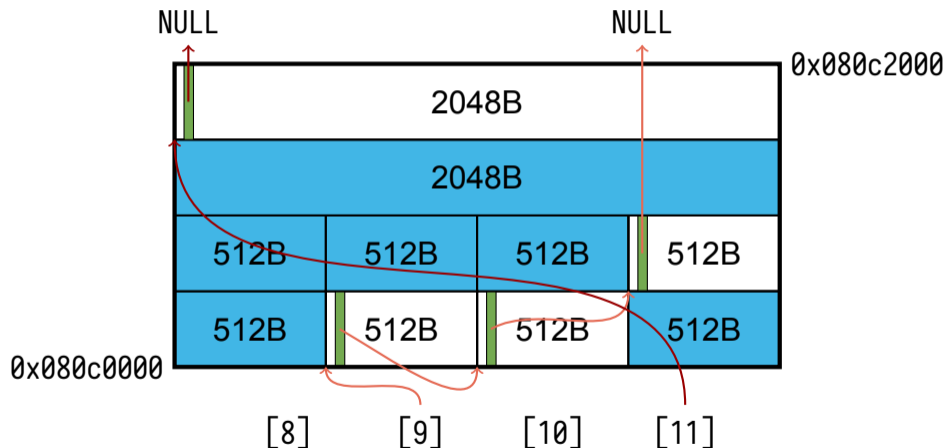 NULL NULL
0x080c2000
2048B
2048B
512B 512B 512B 512B
512B 512B 512B 512B
0x080c0000
[8] [9] [10] [11]